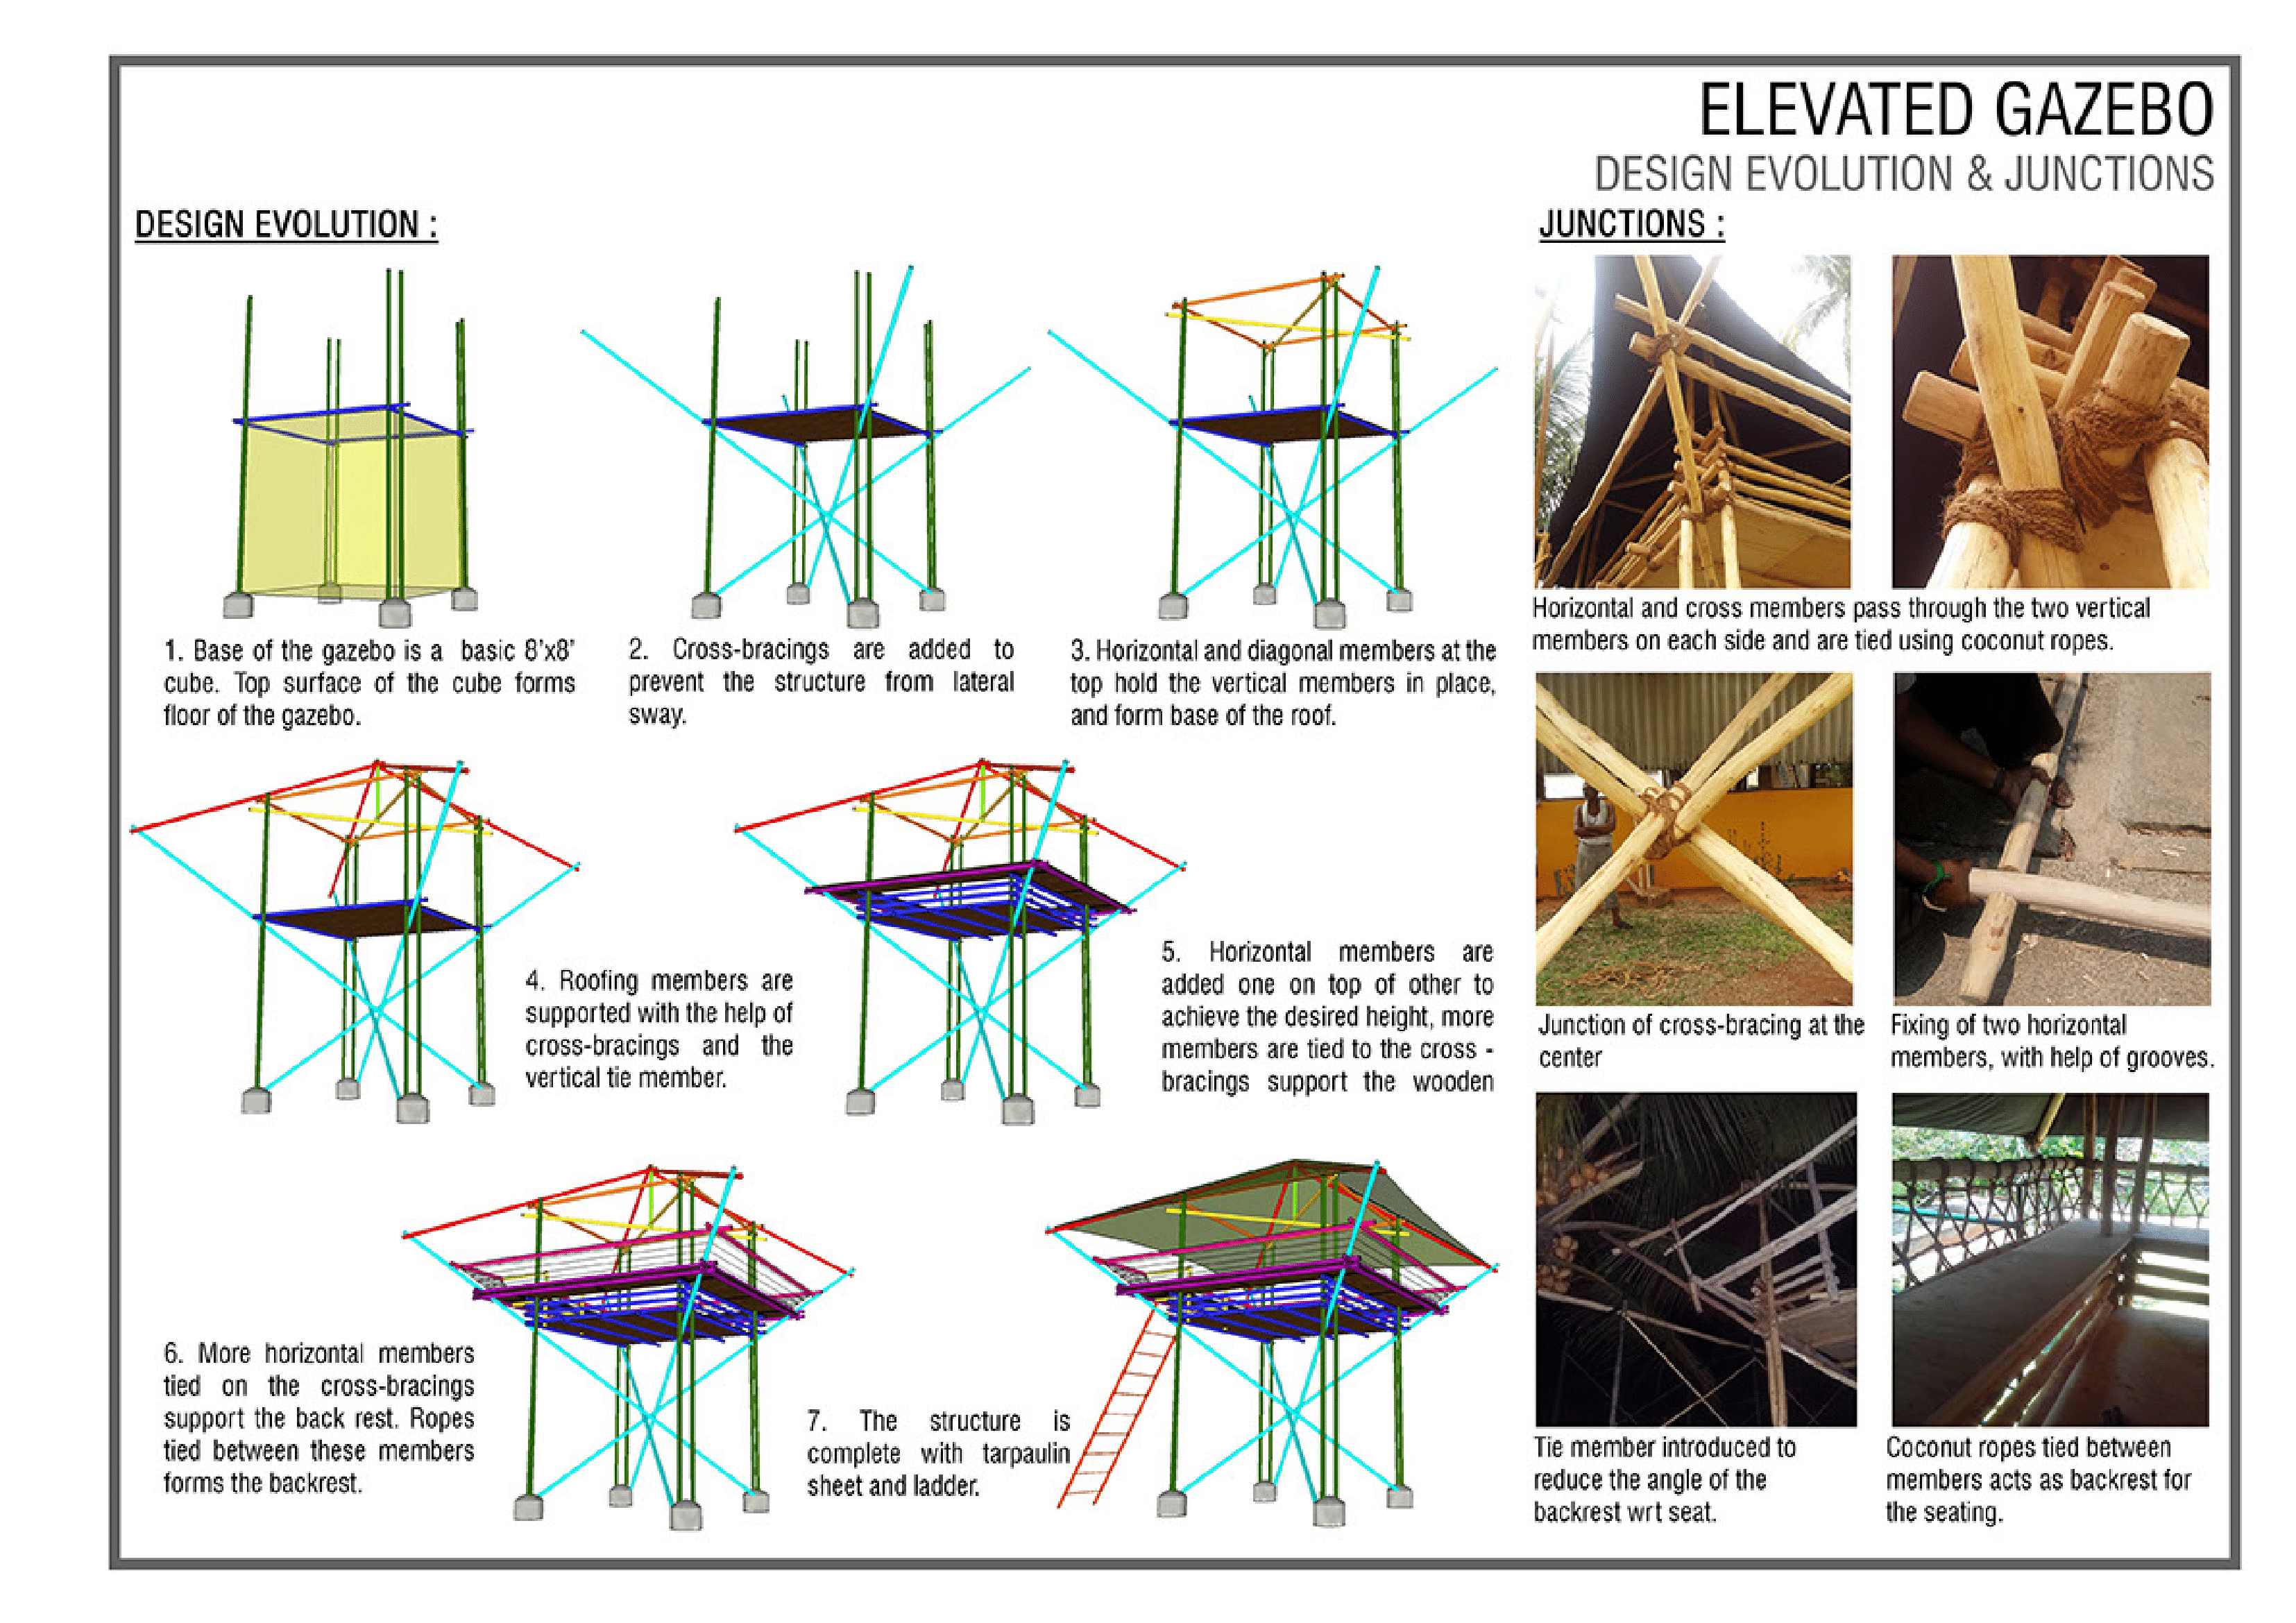 ELEVATED GAZEBO
DESIGN EVOLUTION & JUNCTIONS
DESIGN EVOLUTION :
1. Base of the gazebo is a basic 8'x8'
cube. Top surface of the cube forms
floor of the gazebo.
2. Cross-bracings are added to
prevent the structure from lateral
sway.
3. Horizontal and diagonal members at the
top hold the vertical members in place,
and form base of the roof.
4. Roofing members are
supported with the help of
cross-bracings and the
vertical tie member.
5. Horizontal members are
added one on top of other to
achieve the desired height, more
members are tied to the cross -
bracings support the wooden
6. More horizontal members
tied on the cross-bracings
support the back rest. Ropes
tied between these members
forms the backrest.
7. The structure is
complete with tarpaulin
sheet and ladder.
JUNCTIONS :
Horizontal and cross members pass through the two vertical
members on each side and are tied using coconut ropes.
Junction of cross-bracing at the
center
Fixing of two horizontal
members, with help of grooves.
Tie member introduced to
reduce the angle of the
backrest wrt seat.
Coconut ropes tied between
members acts as backrest for
the seating.